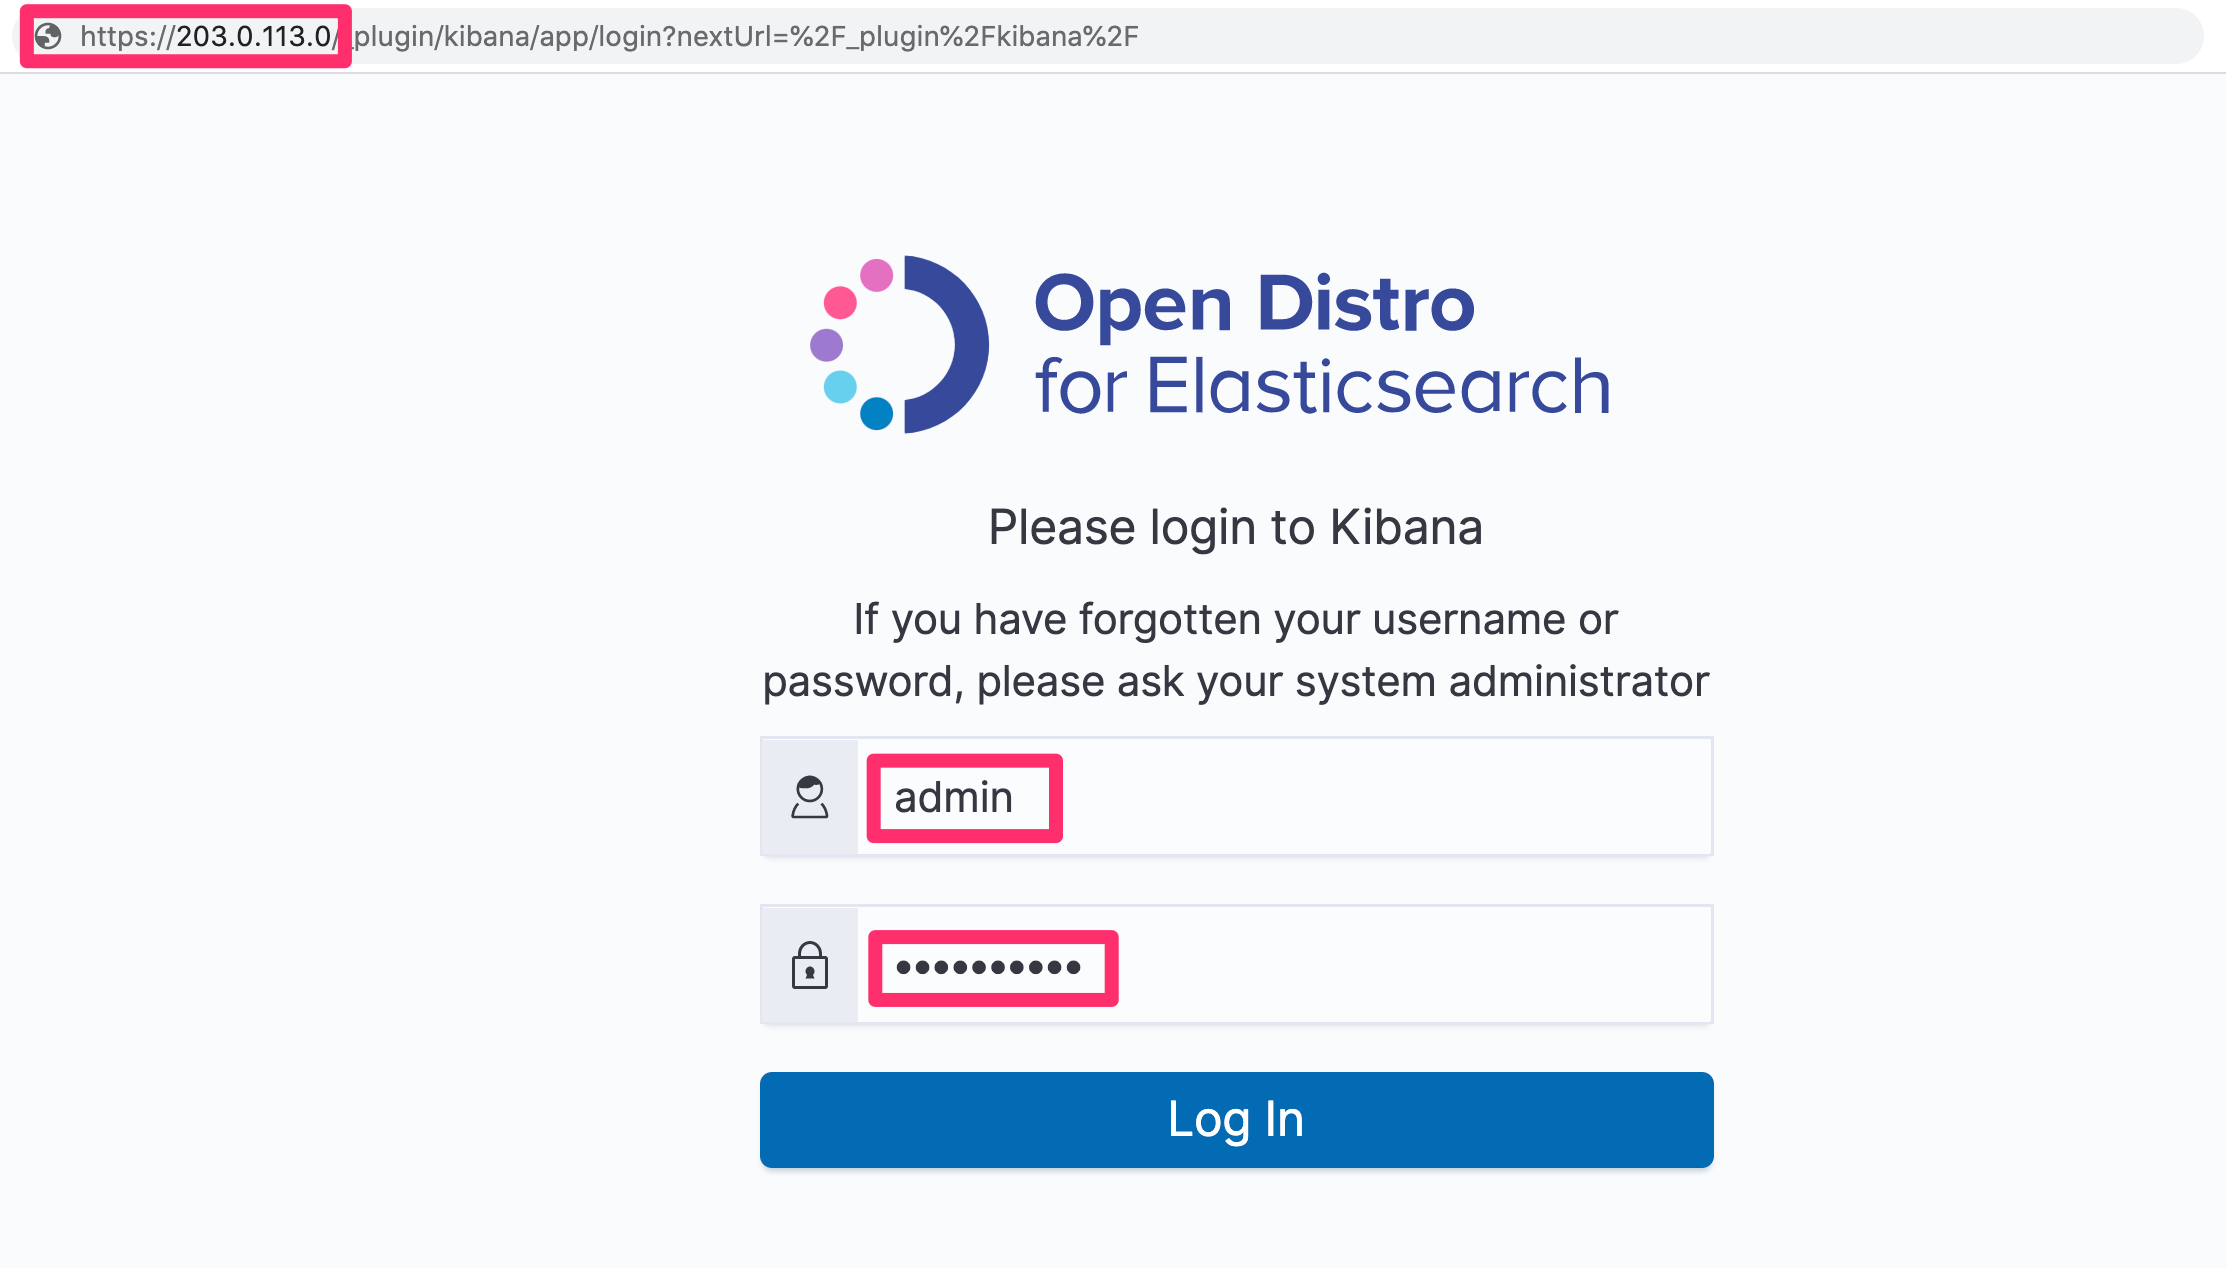 https://203.0.113.0/_plugin/kibana/app/login?nextUrl=%2F_plugin%2Fkibana%2F
Open Distro
for Elasticsearch
Please login to Kibana
If you have forgotten your username or
password, please ask your system administrator
admin
••••••••••
Log In